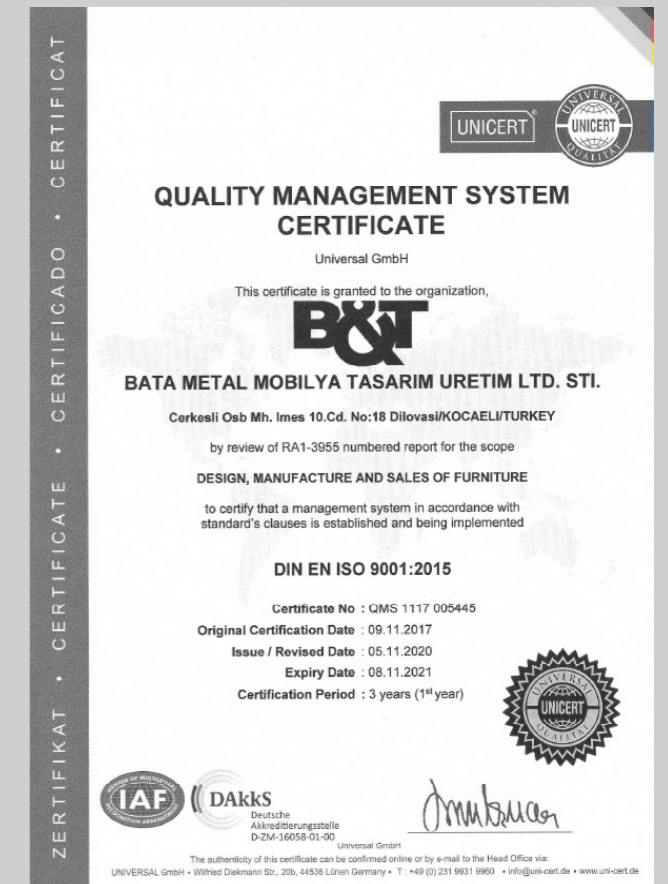 ZERTIFIKAT • CERTIFICATE • CERTIFICADO • CERTIFICAT
UNICERT®
UNIVERSAL
UNICERT
QUALITÄT
QUALITY MANAGEMENT SYSTEM
CERTIFICATE
Universal GmbH
This certificate is granted to the organization,
B&T
BATA METAL MOBILYA TASARIM URETIM LTD. STI.
Cerkesli Osb Mh. Imes 10.Cd. No:18 Dilovasi/KOCAELI/TURKEY
by review of RA1-3955 numbered report for the scope
DESIGN, MANUFACTURE AND SALES OF FURNITURE
to certify that a management system in accordance with
standard's clauses is established and being implemented
DIN EN ISO 9001:2015
Certificate No : QMS 1117 005445
Original Certification Date : 09.11.2017
Issue / Revised Date : 05.11.2020
Expiry Date : 08.11.2021
Certification Period : 3 years (1st year)
UNIVERSAL
UNICERT
QUALITÄT
MEMBER OF MULTILATERAL
IAF
RECOGNITION ARRANGEMENT
DAkkS
Deutsche
Akkreditierungsstelle
D-ZM-16058-01-00
Universal GmbH
The authenticity of this certificate can be confirmed online or by e-mail to the Head Office via:
UNIVERSAL GmbH • Wilfried Diekmann Str., 20b, 44536 Lünen Germany • T : +49 (0) 231 9931 9960 • info@uni-cert.de • www.uni-cert.de